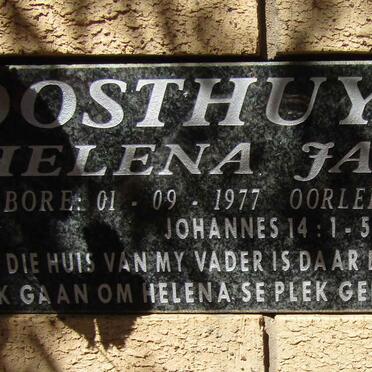 OOSTHUY
HELENA JA
BORE: 01 - 09 - 1977 OORLE
JOHANNES 14:1-5
DIE HUIS VAN MY VADER IS DAAR
K GAAN OM HELENA SE PLEK GE